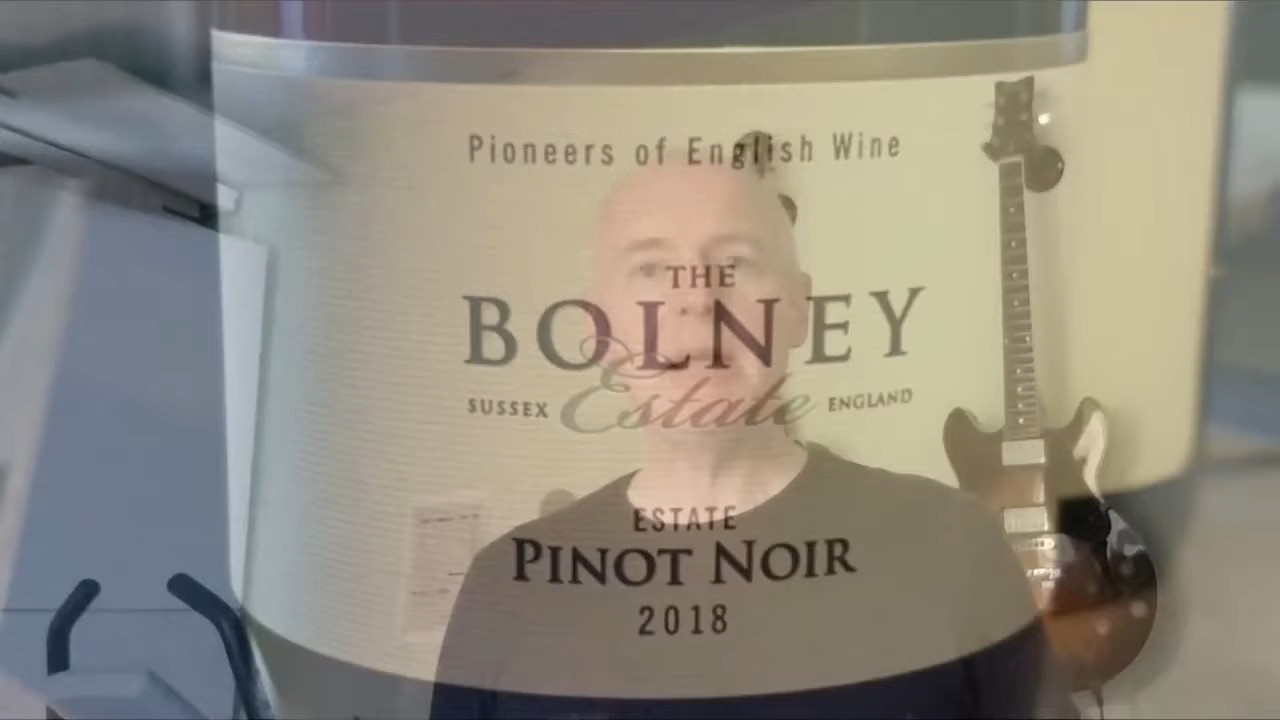 Pioneers of English Wine
THE
BOLNEY
SUSSEX Estate ENGLAND
ESTATE
PINOT NOIR
2018